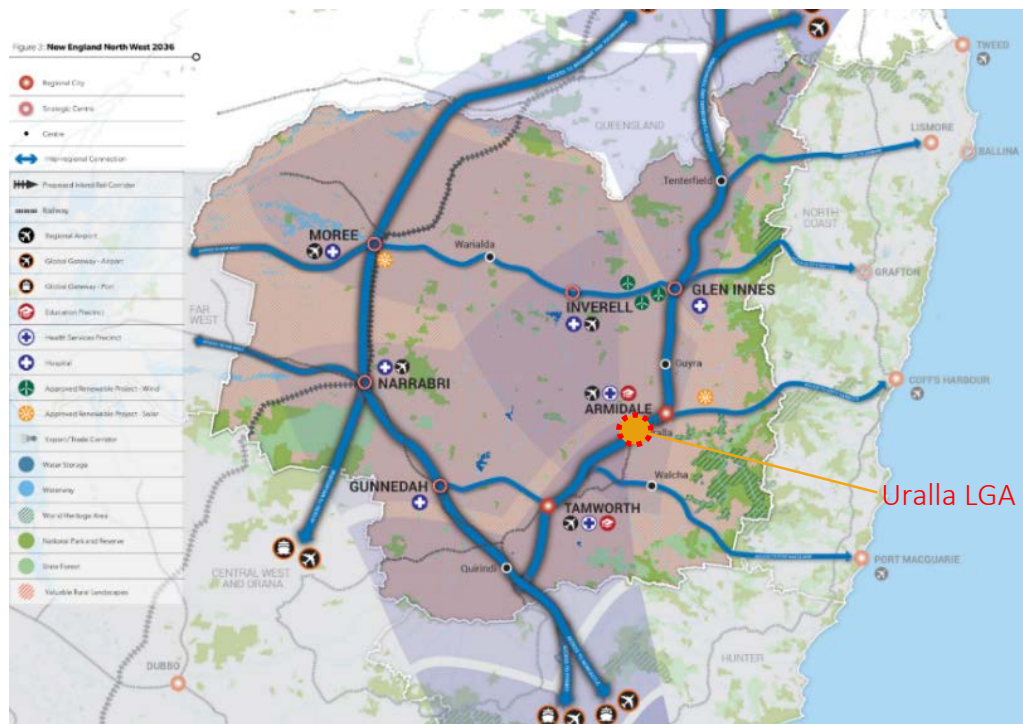 Figure 3: New England North West 2036
Regional City
Strategic Centre
Centre
Inter-regional Connection
Proposed Inland Rail Corridor
Railway
Regional Airport
Global Gateway - Airport
Global Gateway - Port
Education Precinct
Health Services Precinct
Hospital
Approved Renewable Project - Wind
Approved Renewable Project - Solar
Export/Trade Corridor
Water Storage
Waterway
World Heritage Area
National Park and Reserve
State Forest
Valuable Rural Landscapes
TWEED
QUEENSLAND
LISMORE
BALLINA
Tenterfield
NORTH
COAST
MOREE
Warialda
GRAFTON
GLEN INNES
INVERELL
FAR
WEST
Guyra
NARRABRI
COFFS HARBOUR
ARMIDALE
ralla
Walcha
GUNNEDAH
Uralla LGA
TAMWORTH
PORT MACQUARIE
Quirindi
CENTRAL WEST
AND ORANA
HUNTER
DUBBO